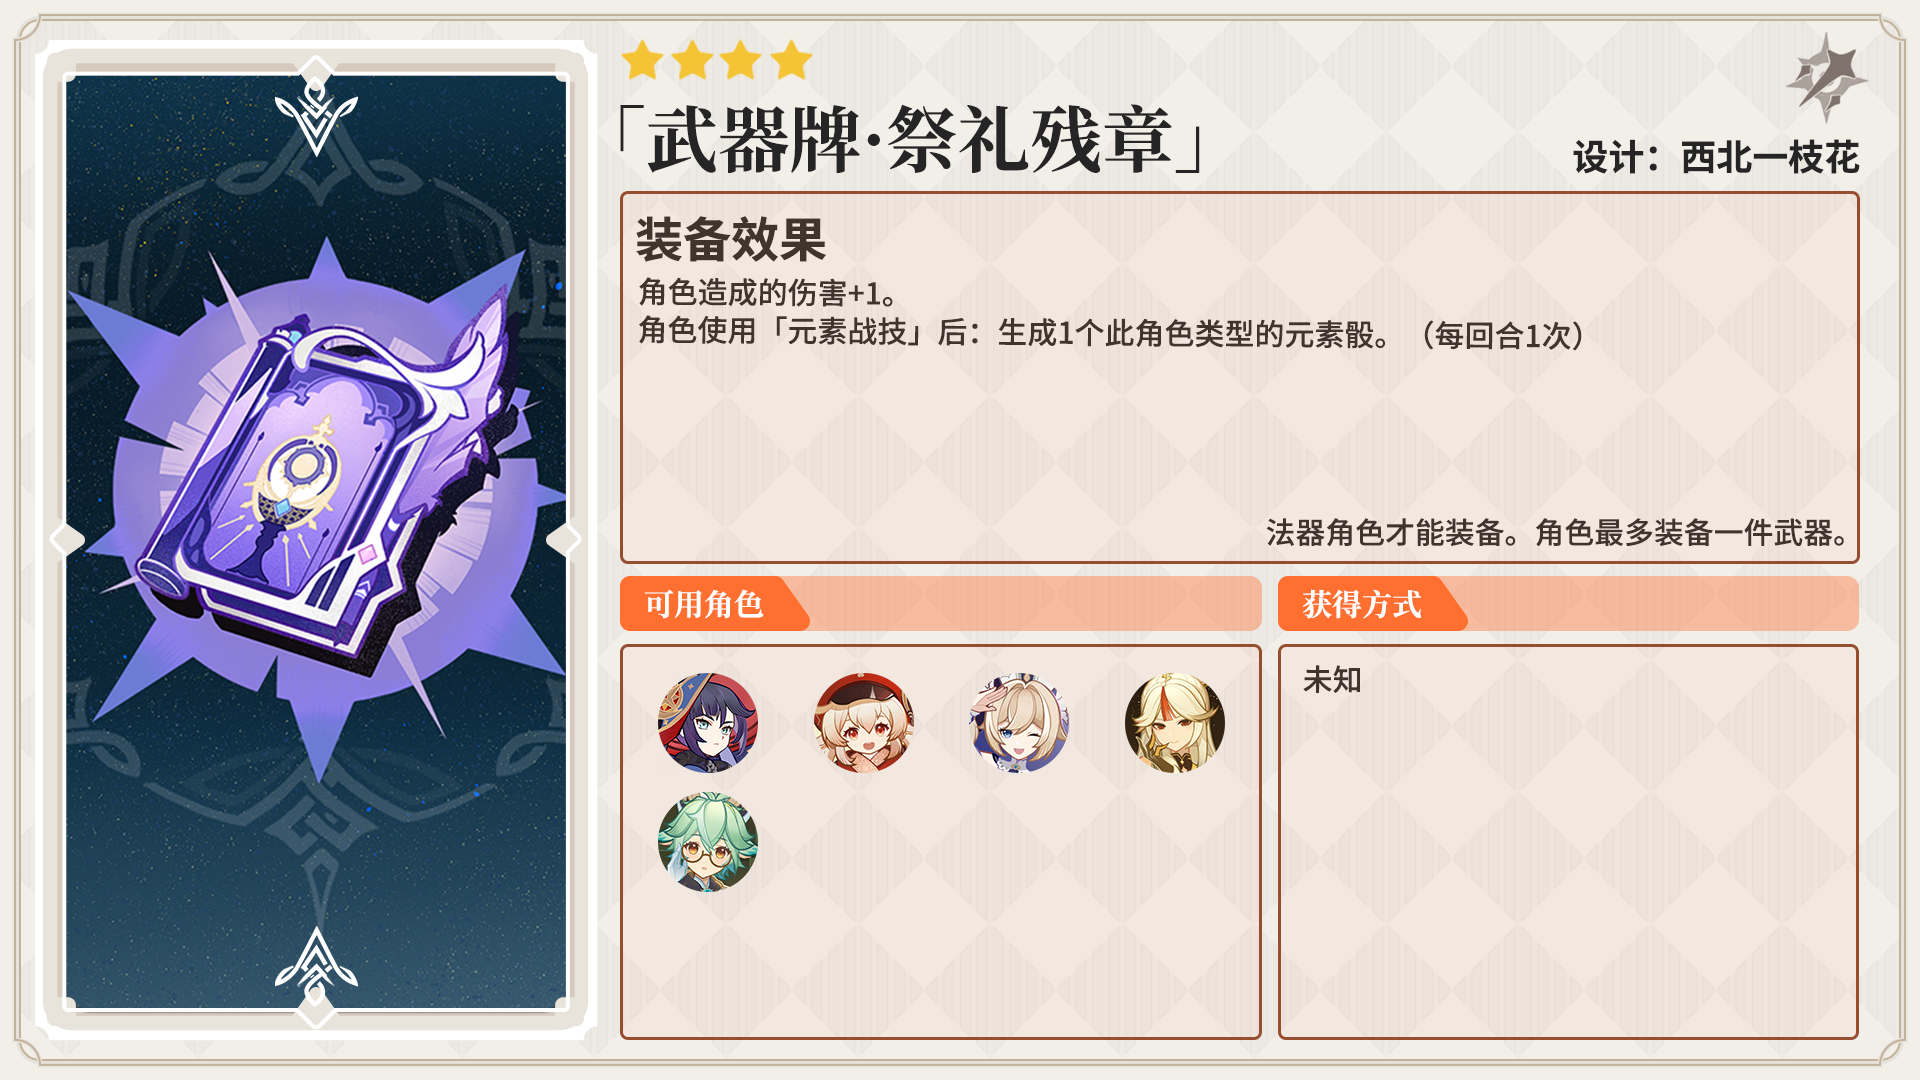 「武器牌·祭礼残章」
设计：西北一枝花
装备效果
角色造成的伤害+1。
角色使用「元素战技」后：生成1个此角色类型的元素骰。（每回合1次）
法器角色才能装备。角色最多装备一件武器。
可用角色
获得方式
未知